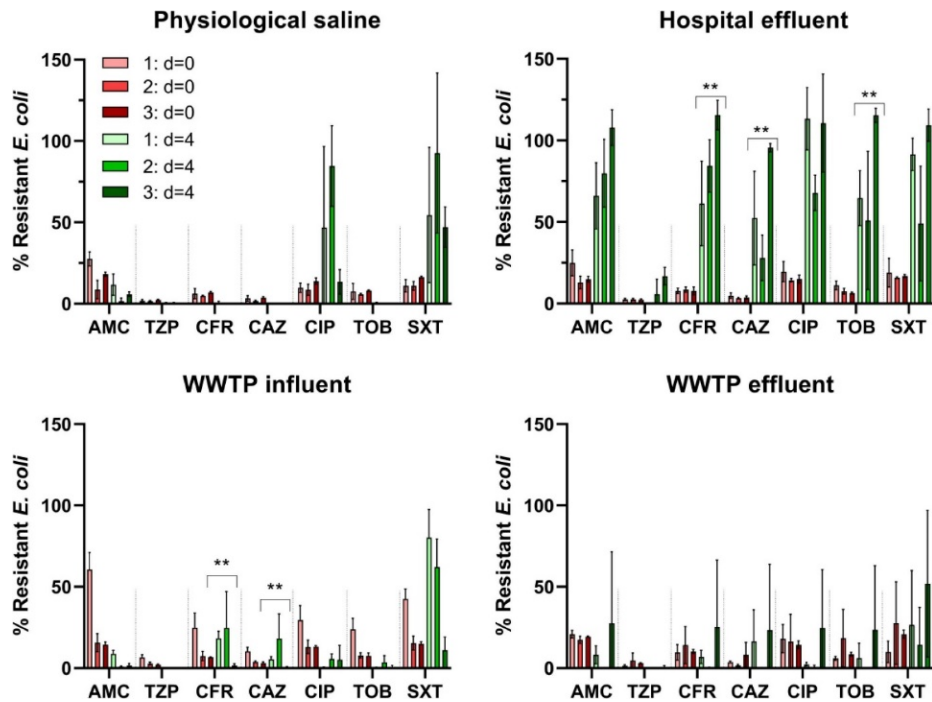 Physiological saline
% Resistant E. coli
150
100
50
0
1: d=0
2: d=0
3: d=0
1: d=4
2: d=4
3: d=4
AMC TZP CFR CAZ CIP TOB SXT
Hospital effluent
% Resistant E. coli
150
100
50
0
**
**
**
AMC TZP CFR CAZ CIP TOB SXT
WWTP influent
% Resistant E. coli
150
100
50
0
**
**
AMC TZP CFR CAZ CIP TOB SXT
WWTP effluent
% Resistant E. coli
150
100
50
0
AMC TZP CFR CAZ CIP TOB SXT